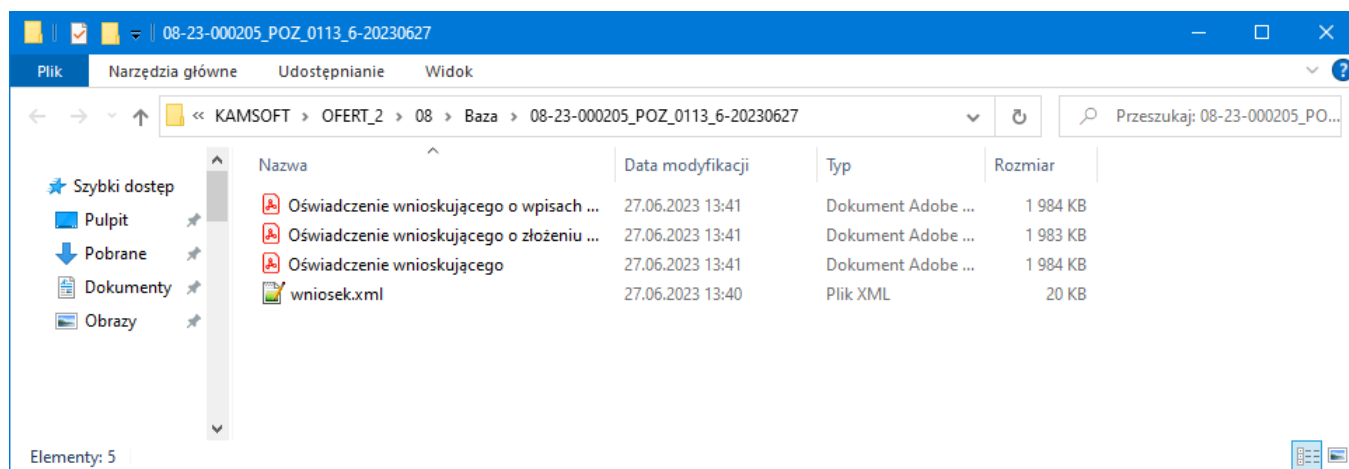 08-23-000205_POZ_0113_6-20230627
Plik Narzędzia główne Udostępnianie Widok
« KAMSOFT › OFERT_2 › 08 › Baza › 08-23-000205_POZ_0113_6-20230627 Przeszukaj: 08-23-000205_PO...
Nazwa Data modyfikacji Typ Rozmiar
Szybki dostęp
Pulpit
Pobrane
Dokumenty
Obrazy
Oświadczenie wnioskującego o wpisach ... 27.06.2023 13:41 Dokument Adobe ... 1 984 KB
Oświadczenie wnioskującego o złożeniu ... 27.06.2023 13:41 Dokument Adobe ... 1 983 KB
Oświadczenie wnioskującego 27.06.2023 13:41 Dokument Adobe ... 1 984 KB
wniosek.xml 27.06.2023 13:40 Plik XML 20 KB
Elementy: 5